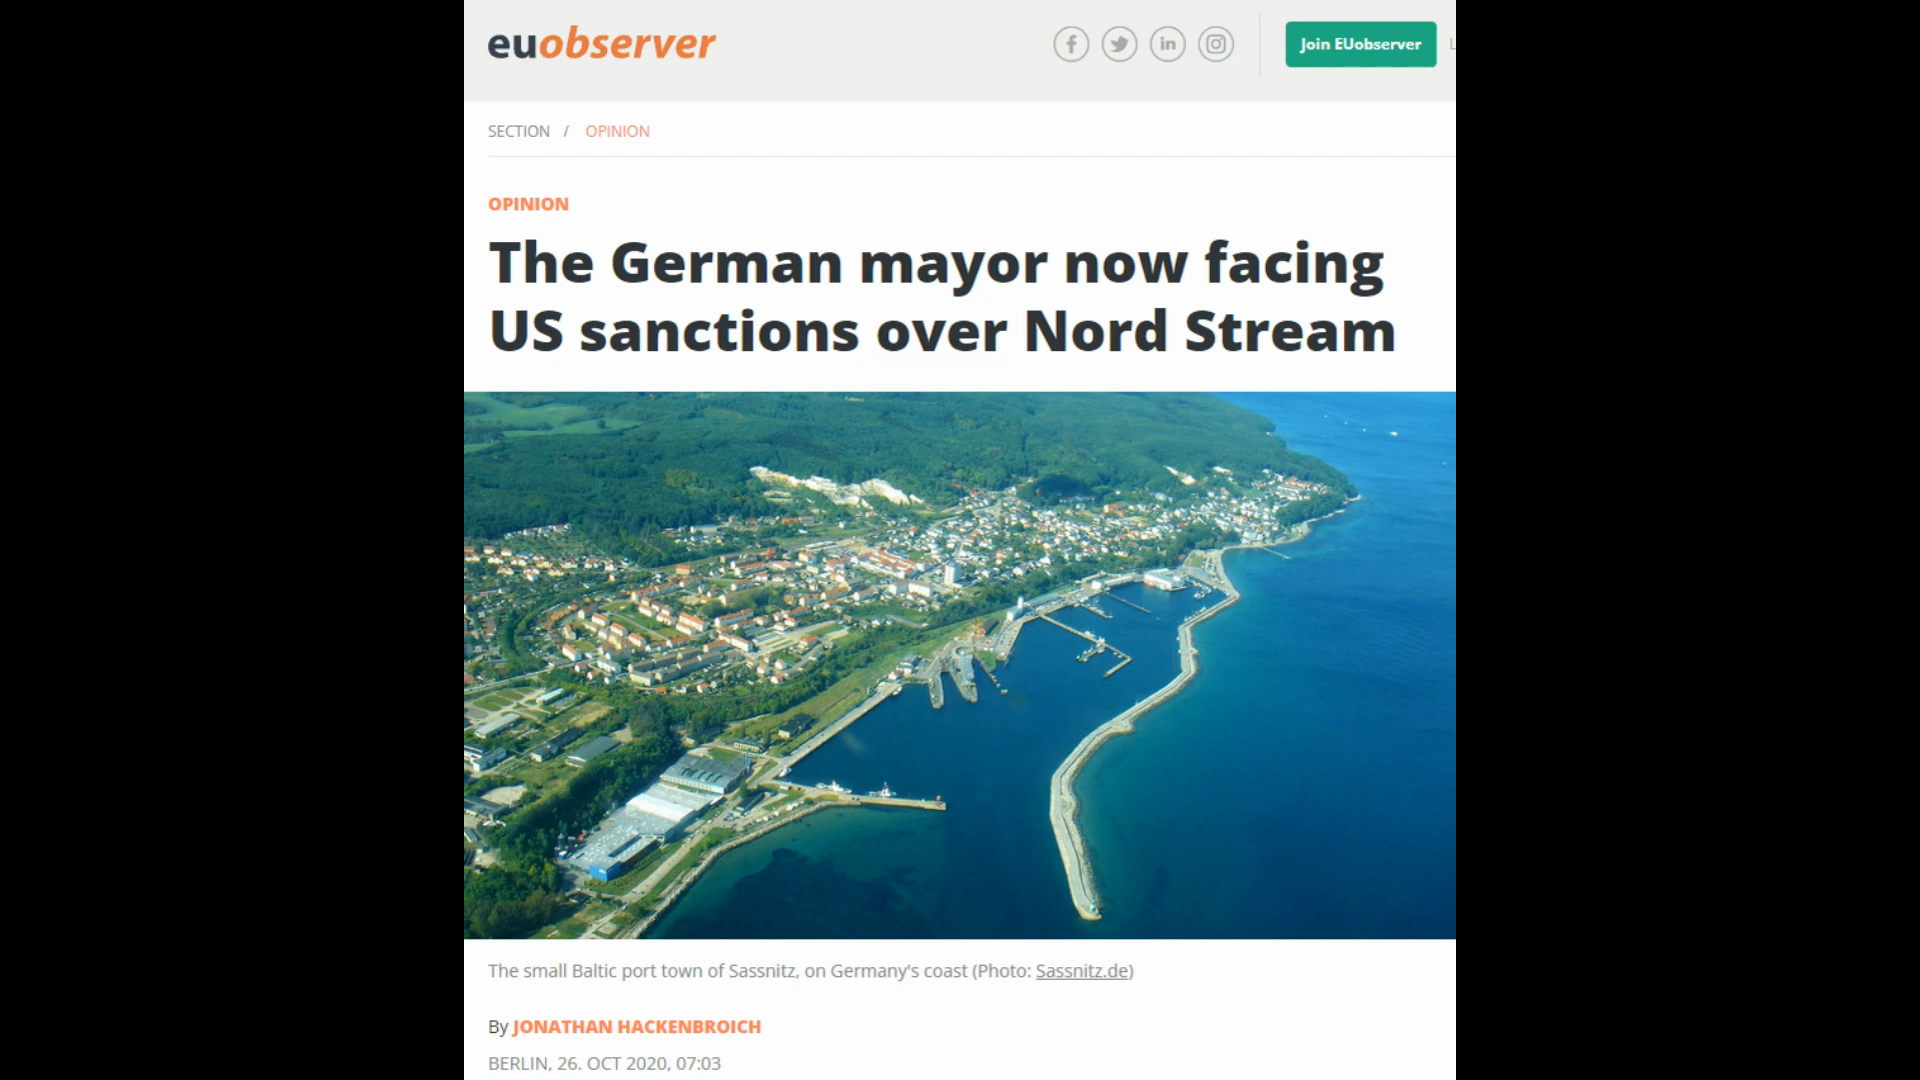 euobserver
Join EUobserver
SECTION / OPINION
OPINION
The German mayor now facing
US sanctions over Nord Stream
The small Baltic port town of Sassnitz, on Germany's coast (Photo: Sassnitz.de)
By JONATHAN HACKENBROICH
BERLIN, 26. OCT 2020, 07:03